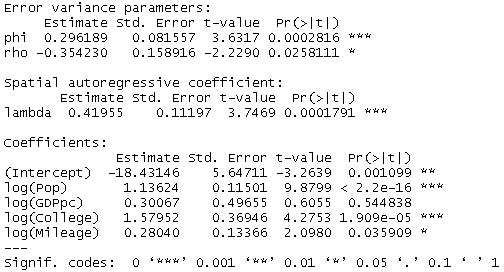 Error variance parameters:
Estimate Std. Error t-value Pr(>|t|)
phi 0.296189 0.081557 3.6317 0.0002816 ***
rho -0.354230 0.158916 -2.2290 0.0258111 *
Spatial autoregressive coefficient:
Estimate Std. Error t-value Pr(>|t|)
lambda 0.41955 0.11197 3.7469 0.0001791 ***
Coefficients:
Estimate Std. Error t-value Pr(>|t|)
(Intercept) -18.43146 5.64711 -3.2639 0.001099 **
log(Pop) 1.13624 0.11501 9.8799 < 2.2e-16 ***
log(GDPpc) 0.30067 0.49655 0.6055 0.544838
log(College) 1.57952 0.36946 4.2753 1.909e-05 ***
log(Mileage) 0.28040 0.13366 2.0980 0.035909 *
---
Signif. codes: 0 ‘***’ 0.001 ‘**’ 0.01 ‘*’ 0.05 ‘.’ 0.1 ‘ ’ 1